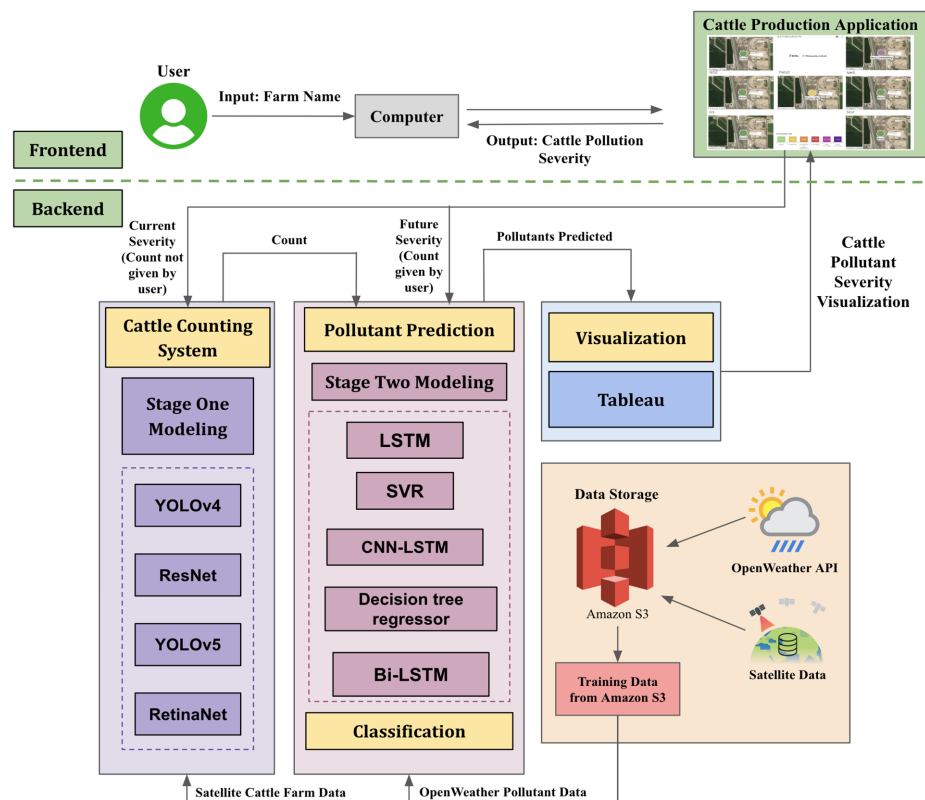 Cattle Production Application
User
Input: Farm Name
Computer
Output: Cattle Pollution
Severity
Frontend
Backend
Current
Severity
(Count not
given by
user)
Count
Future
Severity
(Count
given by
user)
Pollutants Predicted
Cattle
Pollutant
Severity
Visualization
Cattle Counting
System
Stage One
Modeling
YOLOv4
ResNet
YOLOv5
RetinaNet
Pollutant Prediction
Stage Two Modeling
LSTM
SVR
CNN-LSTM
Decision tree
regressor
Bi-LSTM
Classification
Visualization
Tableau
Data Storage
Amazon S3
OpenWeather API
Satellite Data
Training Data
from Amazon S3
Satellite Cattle Farm Data
OpenWeather Pollutant Data